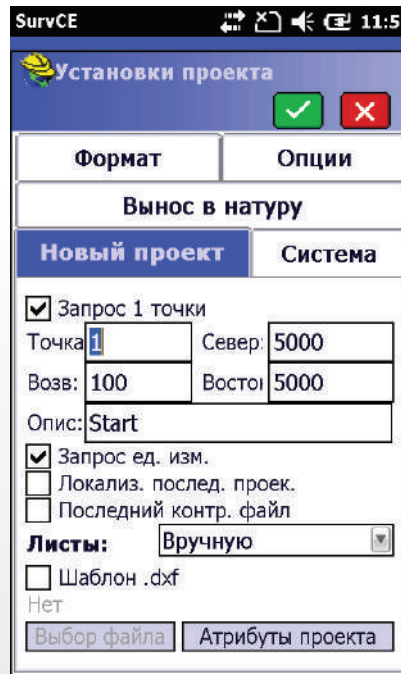 SurvCE 11:5
Установки проекта
Формат Опции
Вынос в натуру
Новый проект Система
Запрос 1 точки
Точка 1 Север: 5000
Возв: 100 Восто 5000
Опис: Start
Запрос ед. изм.
Локализ. послед. проек.
Последний контр. файл
Листы: Вручную
Шаблон .dxf
Нет
Выбор файла Атрибуты проекта